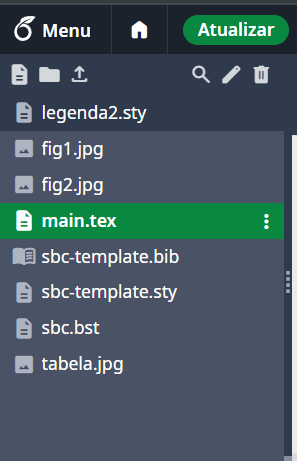 Menu
Atualizar
legenda2.sty
fig1.jpg
fig2.jpg
main.tex
sbc-template.bib
sbc-template.sty
sbc.bst
tabela.jpg